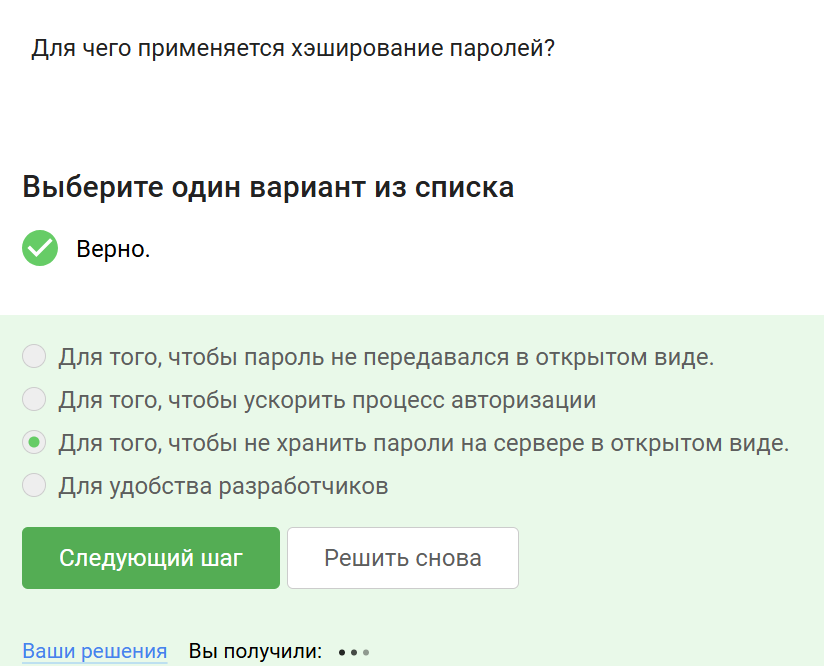 Для чего применяется хэширование паролей?
Выберите один вариант из списка
Верно.
Для того, чтобы пароль не передавался в открытом виде.
Для того, чтобы ускорить процесс авторизации
Для того, чтобы не хранить пароли на сервере в открытом виде.
Для удобства разработчиков
Следующий шаг Решить снова
Ваши решения Вы получили: